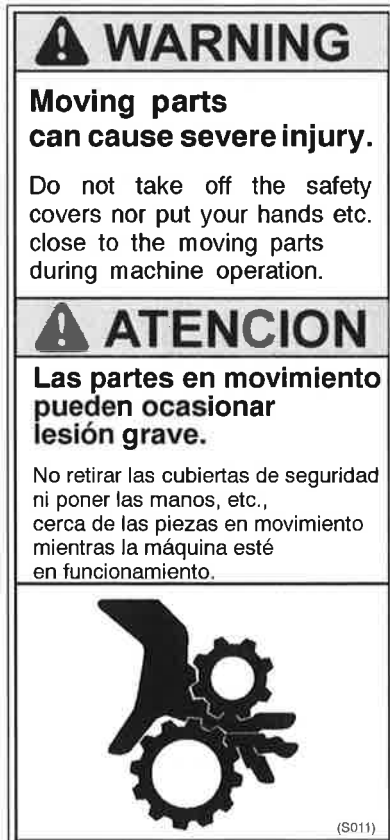 WARNING
Moving parts
can cause severe injury.
Do not take off the safety
covers nor put your hands etc.
close to the moving parts
during machine operation.
ATENCION
Las partes en movimiento
pueden ocasionar
lesión grave.
No retirar las cubiertas de seguridad
ni poner las manos, etc.,
cerca de las piezas en movimiento
mientras la máquina esté
en funcionamiento.
(S011)